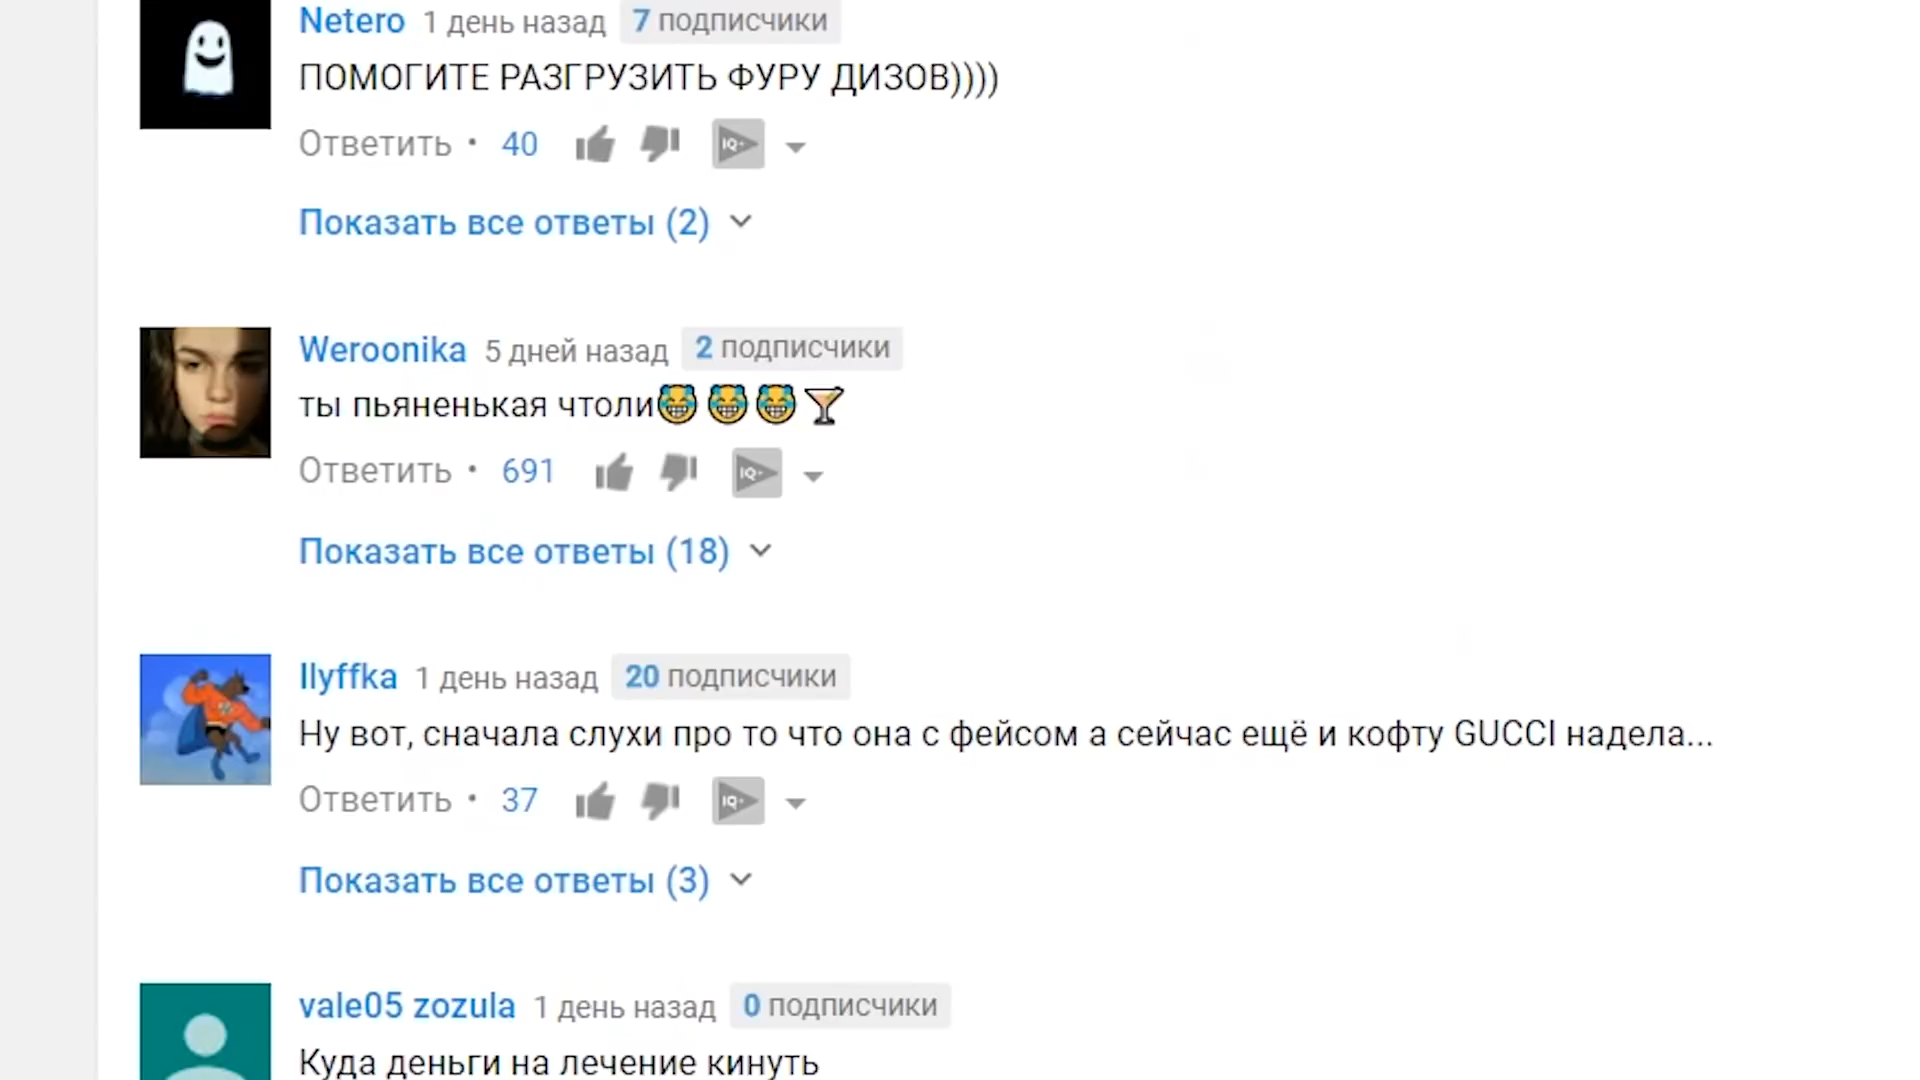 Netero 1 день назад 7 подписчики
ПОМОГИТЕ РАЗГРУЗИТЬ ФУРУ ДИЗОВ))))
Ответить • 40 IQ+
Показать все ответы (2)
Weroonika 5 дней назад 2 подписчики
ты пьяненькая чтоли😹😹😹🍸
Ответить • 691 IQ+
Показать все ответы (18)
Ilyffka 1 день назад 20 подписчики
Ну вот, сначала слухи про то что она с фейсом а сейчас ещё и кофту GUCCI надела...
Ответить • 37 IQ+
Показать все ответы (3)
vale05 zozula 1 день назад 0 подписчики
Куда деньги на лечение кинуть